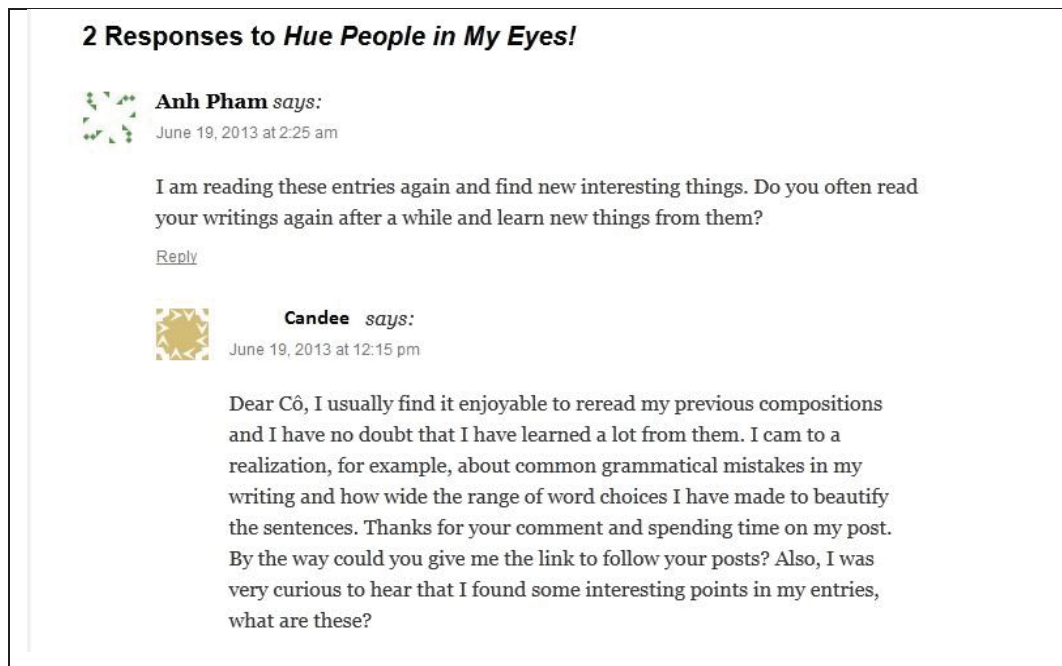 2 Responses to Hue People in My Eyes!
Anh Pham says:
June 19, 2013 at 2:25 am
I am reading these entries again and find new interesting things. Do you often read
your writings again after a while and learn new things from them?
Reply
Candee says:
June 19, 2013 at 12:15 pm
Dear Cô, I usually find it enjoyable to reread my previous compositions
and I have no doubt that I have learned a lot from them. I cam to a
realization, for example, about common grammatical mistakes in my
writing and how wide the range of word choices I have made to beautify
the sentences. Thanks for your comment and spending time on my post.
By the way could you give me the link to follow your posts? Also, I was
very curious to hear that I found some interesting points in my entries,
what are these?